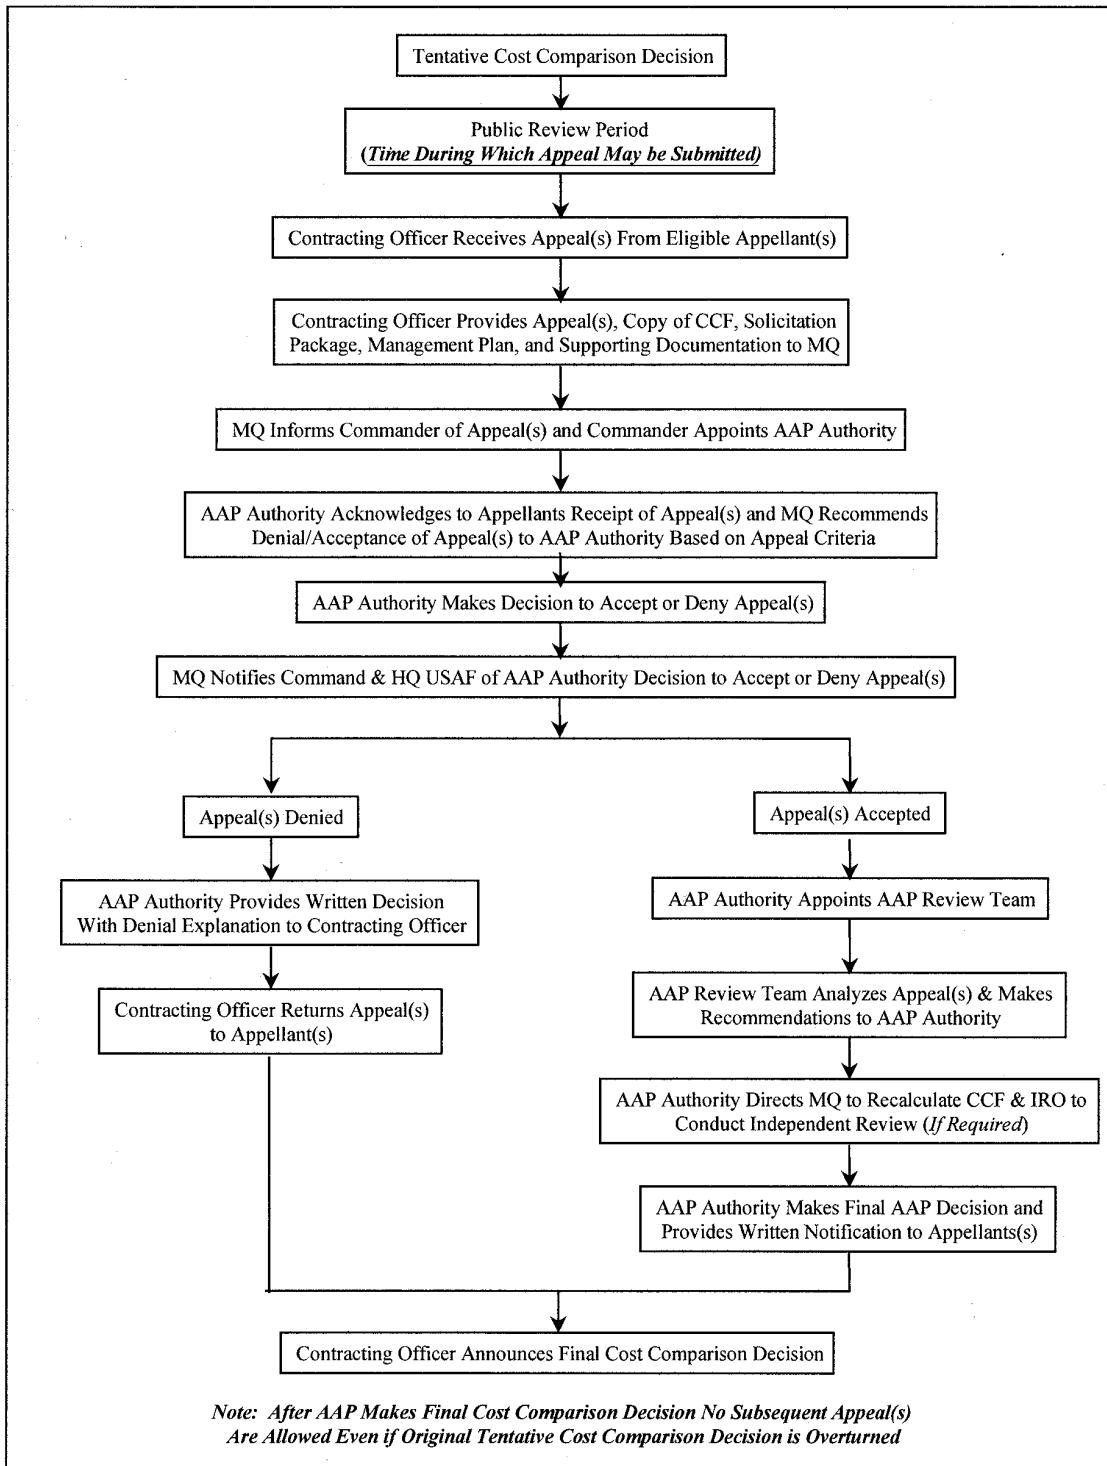 Tentative Cost Comparison Decision
Public Review Period
(Time During Which Appeal May be Submitted)
Contracting Officer Receives Appeal(s) From Eligible Appellant(s)
Contracting Officer Provides Appeal(s), Copy of CCF, Solicitation
Package, Management Plan, and Supporting Documentation to MQ
MQ Informs Commander of Appeal(s) and Commander Appoints AAP Authority
AAP Authority Acknowledges to Appellants Receipt of Appeal(s) and MQ Recommends
Denial/Acceptance of Appeal(s) to AAP Authority Based on Appeal Criteria
AAP Authority Makes Decision to Accept or Deny Appeal(s)
MQ Notifies Command & HQ USAF of AAP Authority Decision to Accept or Deny Appeal(s)
Appeal(s) Denied
AAP Authority Provides Written Decision
With Denial Explanation to Contracting Officer
Contracting Officer Returns Appeal(s)
to Appellant(s)
Appeal(s) Accepted
AAP Authority Appoints AAP Review Team
AAP Review Team Analyzes Appeal(s) & Makes
Recommendations to AAP Authority
AAP Authority Directs MQ to Recalculate CCF & IRO to
Conduct Independent Review (If Required)
AAP Authority Makes Final AAP Decision and
Provides Written Notification to Appellants(s)
Contracting Officer Announces Final Cost Comparison Decision
Note: After AAP Makes Final Cost Comparison Decision No Subsequent Appeal(s)
Are Allowed Even if Original Tentative Cost Comparison Decision is Overturned